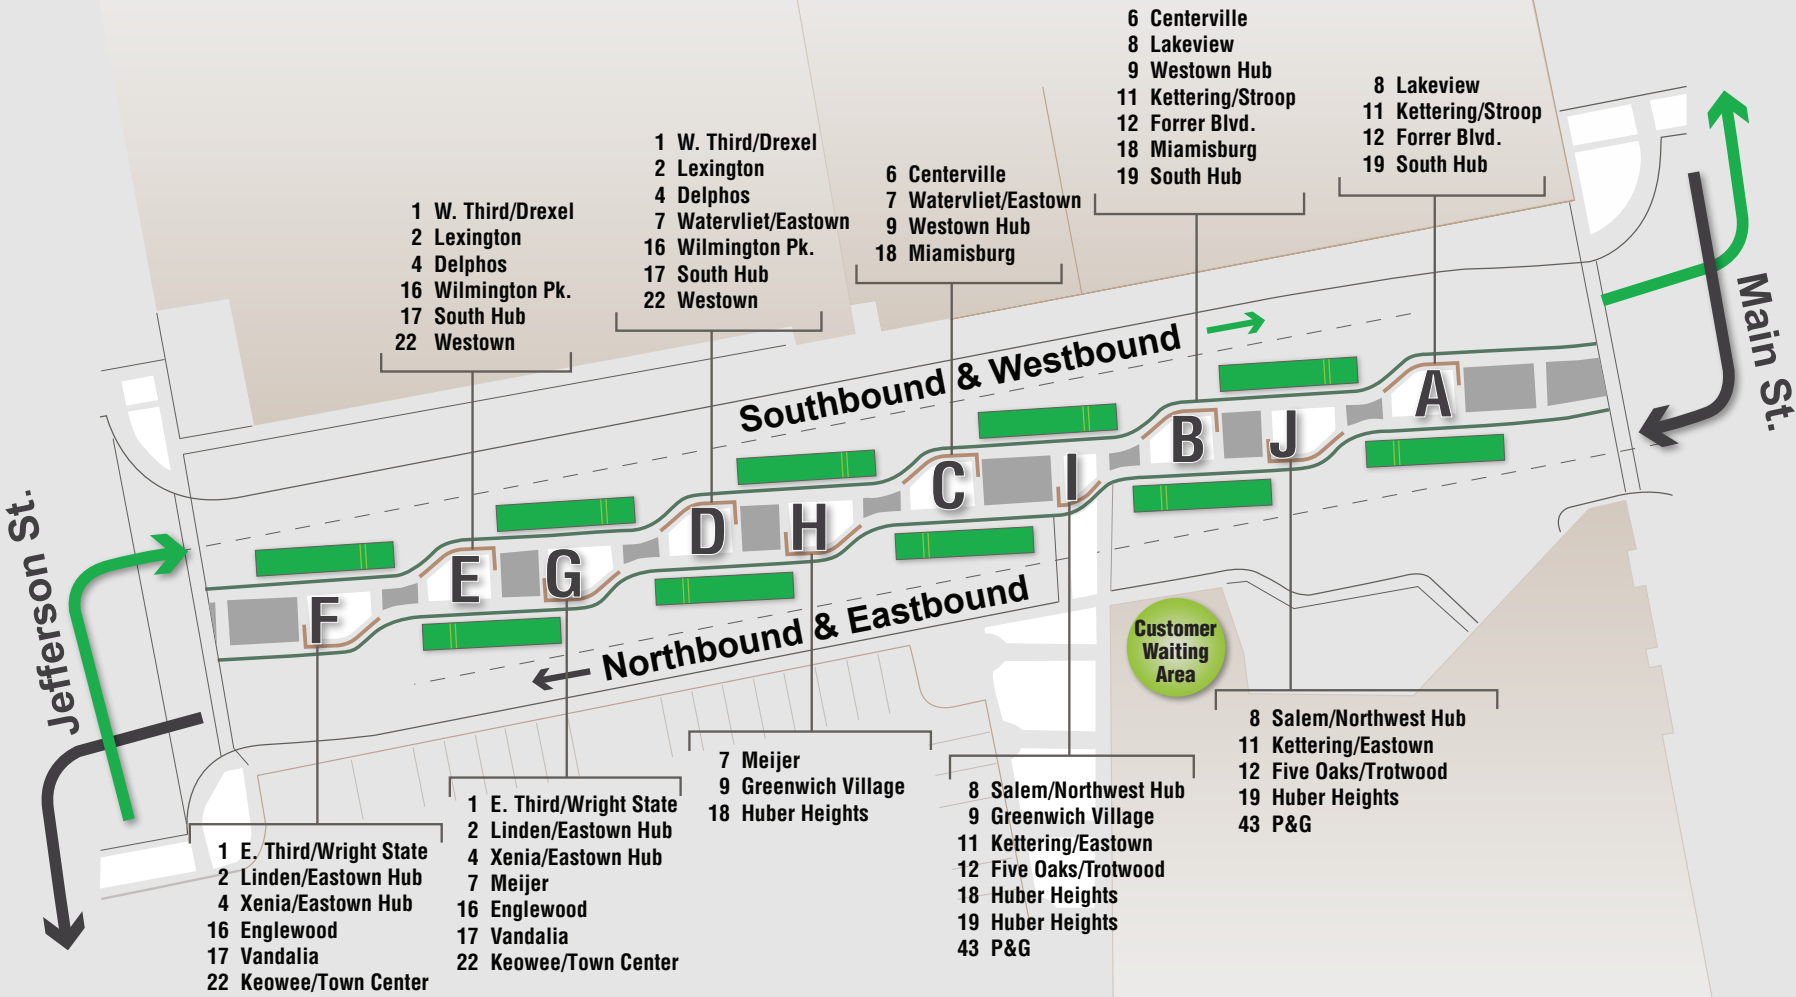 6 Centerville
8 Lakeview
9 Westown Hub
11 Kettering/Stroop
12 Forrer Blvd.
18 Miamisburg
19 South Hub
8 Lakeview
11 Kettering/Stroop
12 Forrer Blvd.
19 South Hub
1 W. Third/Drexel
2 Lexington
4 Delphos
7 Watervliet/Eastown
16 Wilmington Pk.
17 South Hub
22 Westown
6 Centerville
7 Watervliet/Eastown
9 Westown Hub
18 Miamisburg
1 W. Third/Drexel
2 Lexington
4 Delphos
16 Wilmington Pk.
17 South Hub
22 Westown
Main St.
Southbound & Westbound
A
B
J
C
I
D
H
E
G
F
Jefferson St.
Northbound & Eastbound
Customer
Waiting
Area
8 Salem/Northwest Hub
11 Kettering/Eastown
12 Five Oaks/Trotwood
19 Huber Heights
43 P&G
7 Meijer
9 Greenwich Village
18 Huber Heights
8 Salem/Northwest Hub
9 Greenwich Village
11 Kettering/Eastown
12 Five Oaks/Trotwood
18 Huber Heights
19 Huber Heights
43 P&G
1 E. Third/Wright State
2 Linden/Eastown Hub
4 Xenia/Eastown Hub
7 Meijer
16 Englewood
17 Vandalia
22 Keowee/Town Center
1 E. Third/Wright State
2 Linden/Eastown Hub
4 Xenia/Eastown Hub
16 Englewood
17 Vandalia
22 Keowee/Town Center